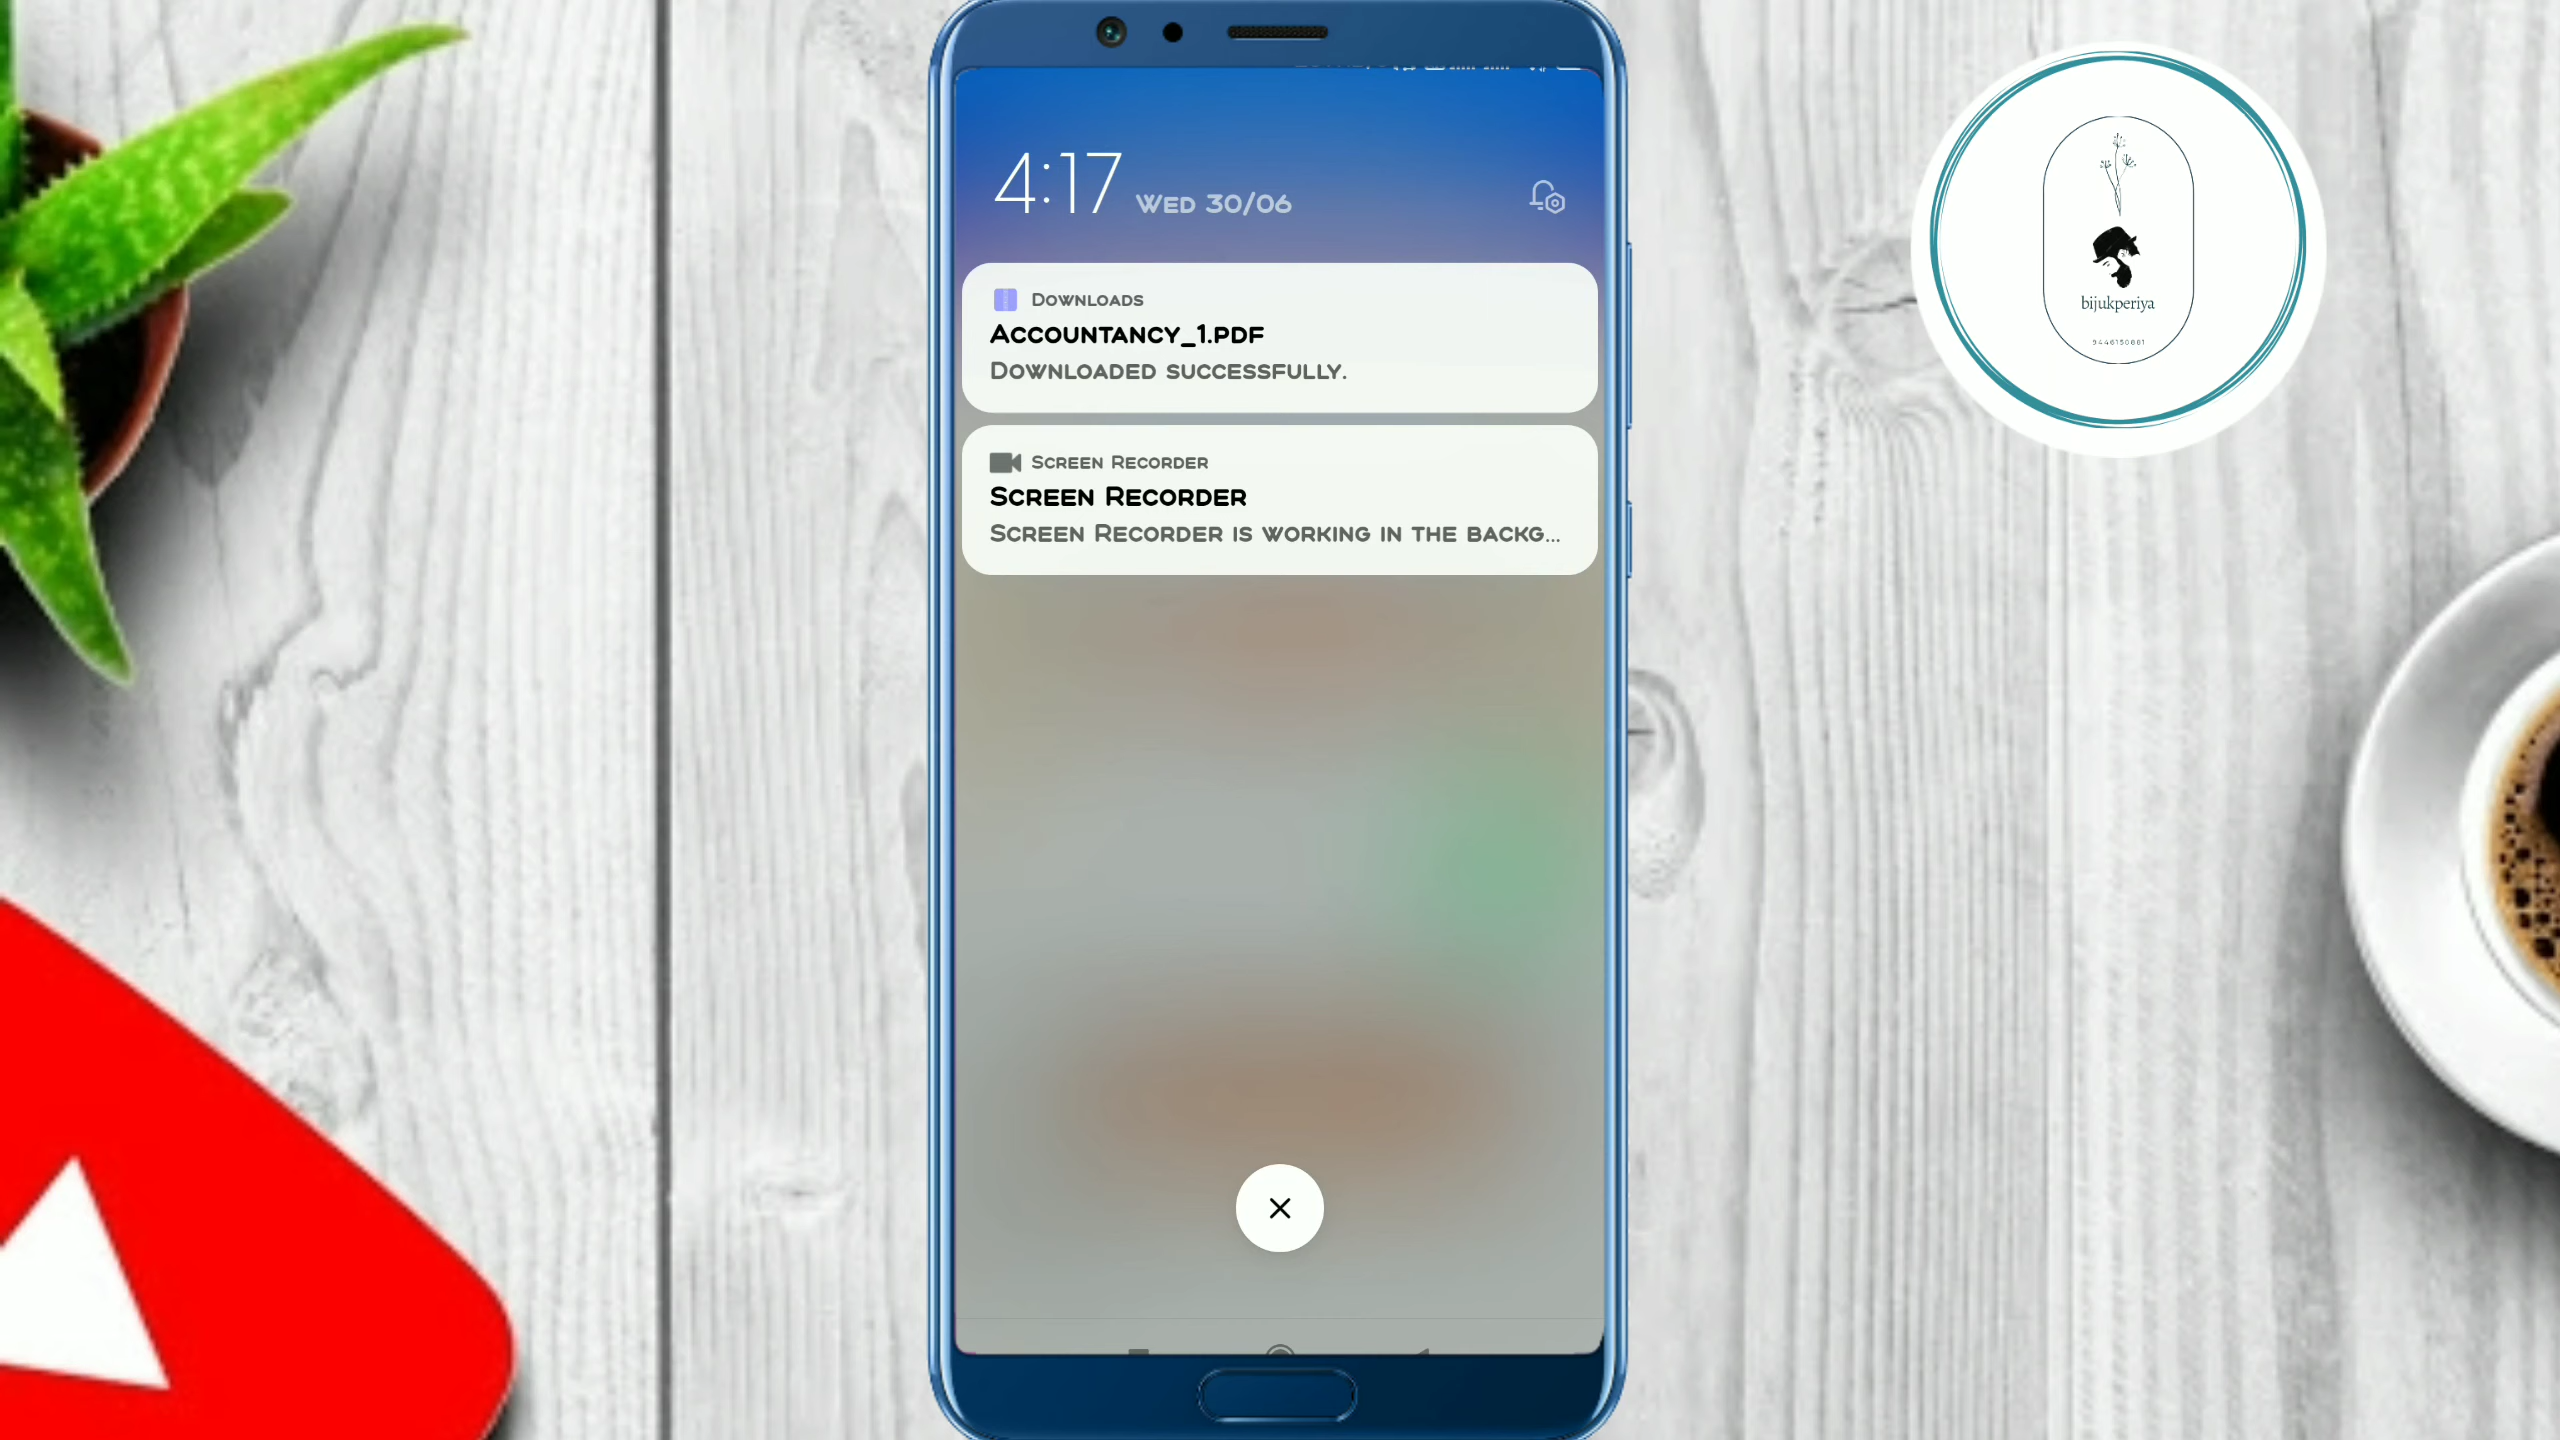 4:17 Wed 30/06
Downloads
Accountancy_1.pdf
Downloaded successfully.
Screen Recorder
Screen Recorder
Screen Recorder is working in the backg...
bijukperiya
9446150881